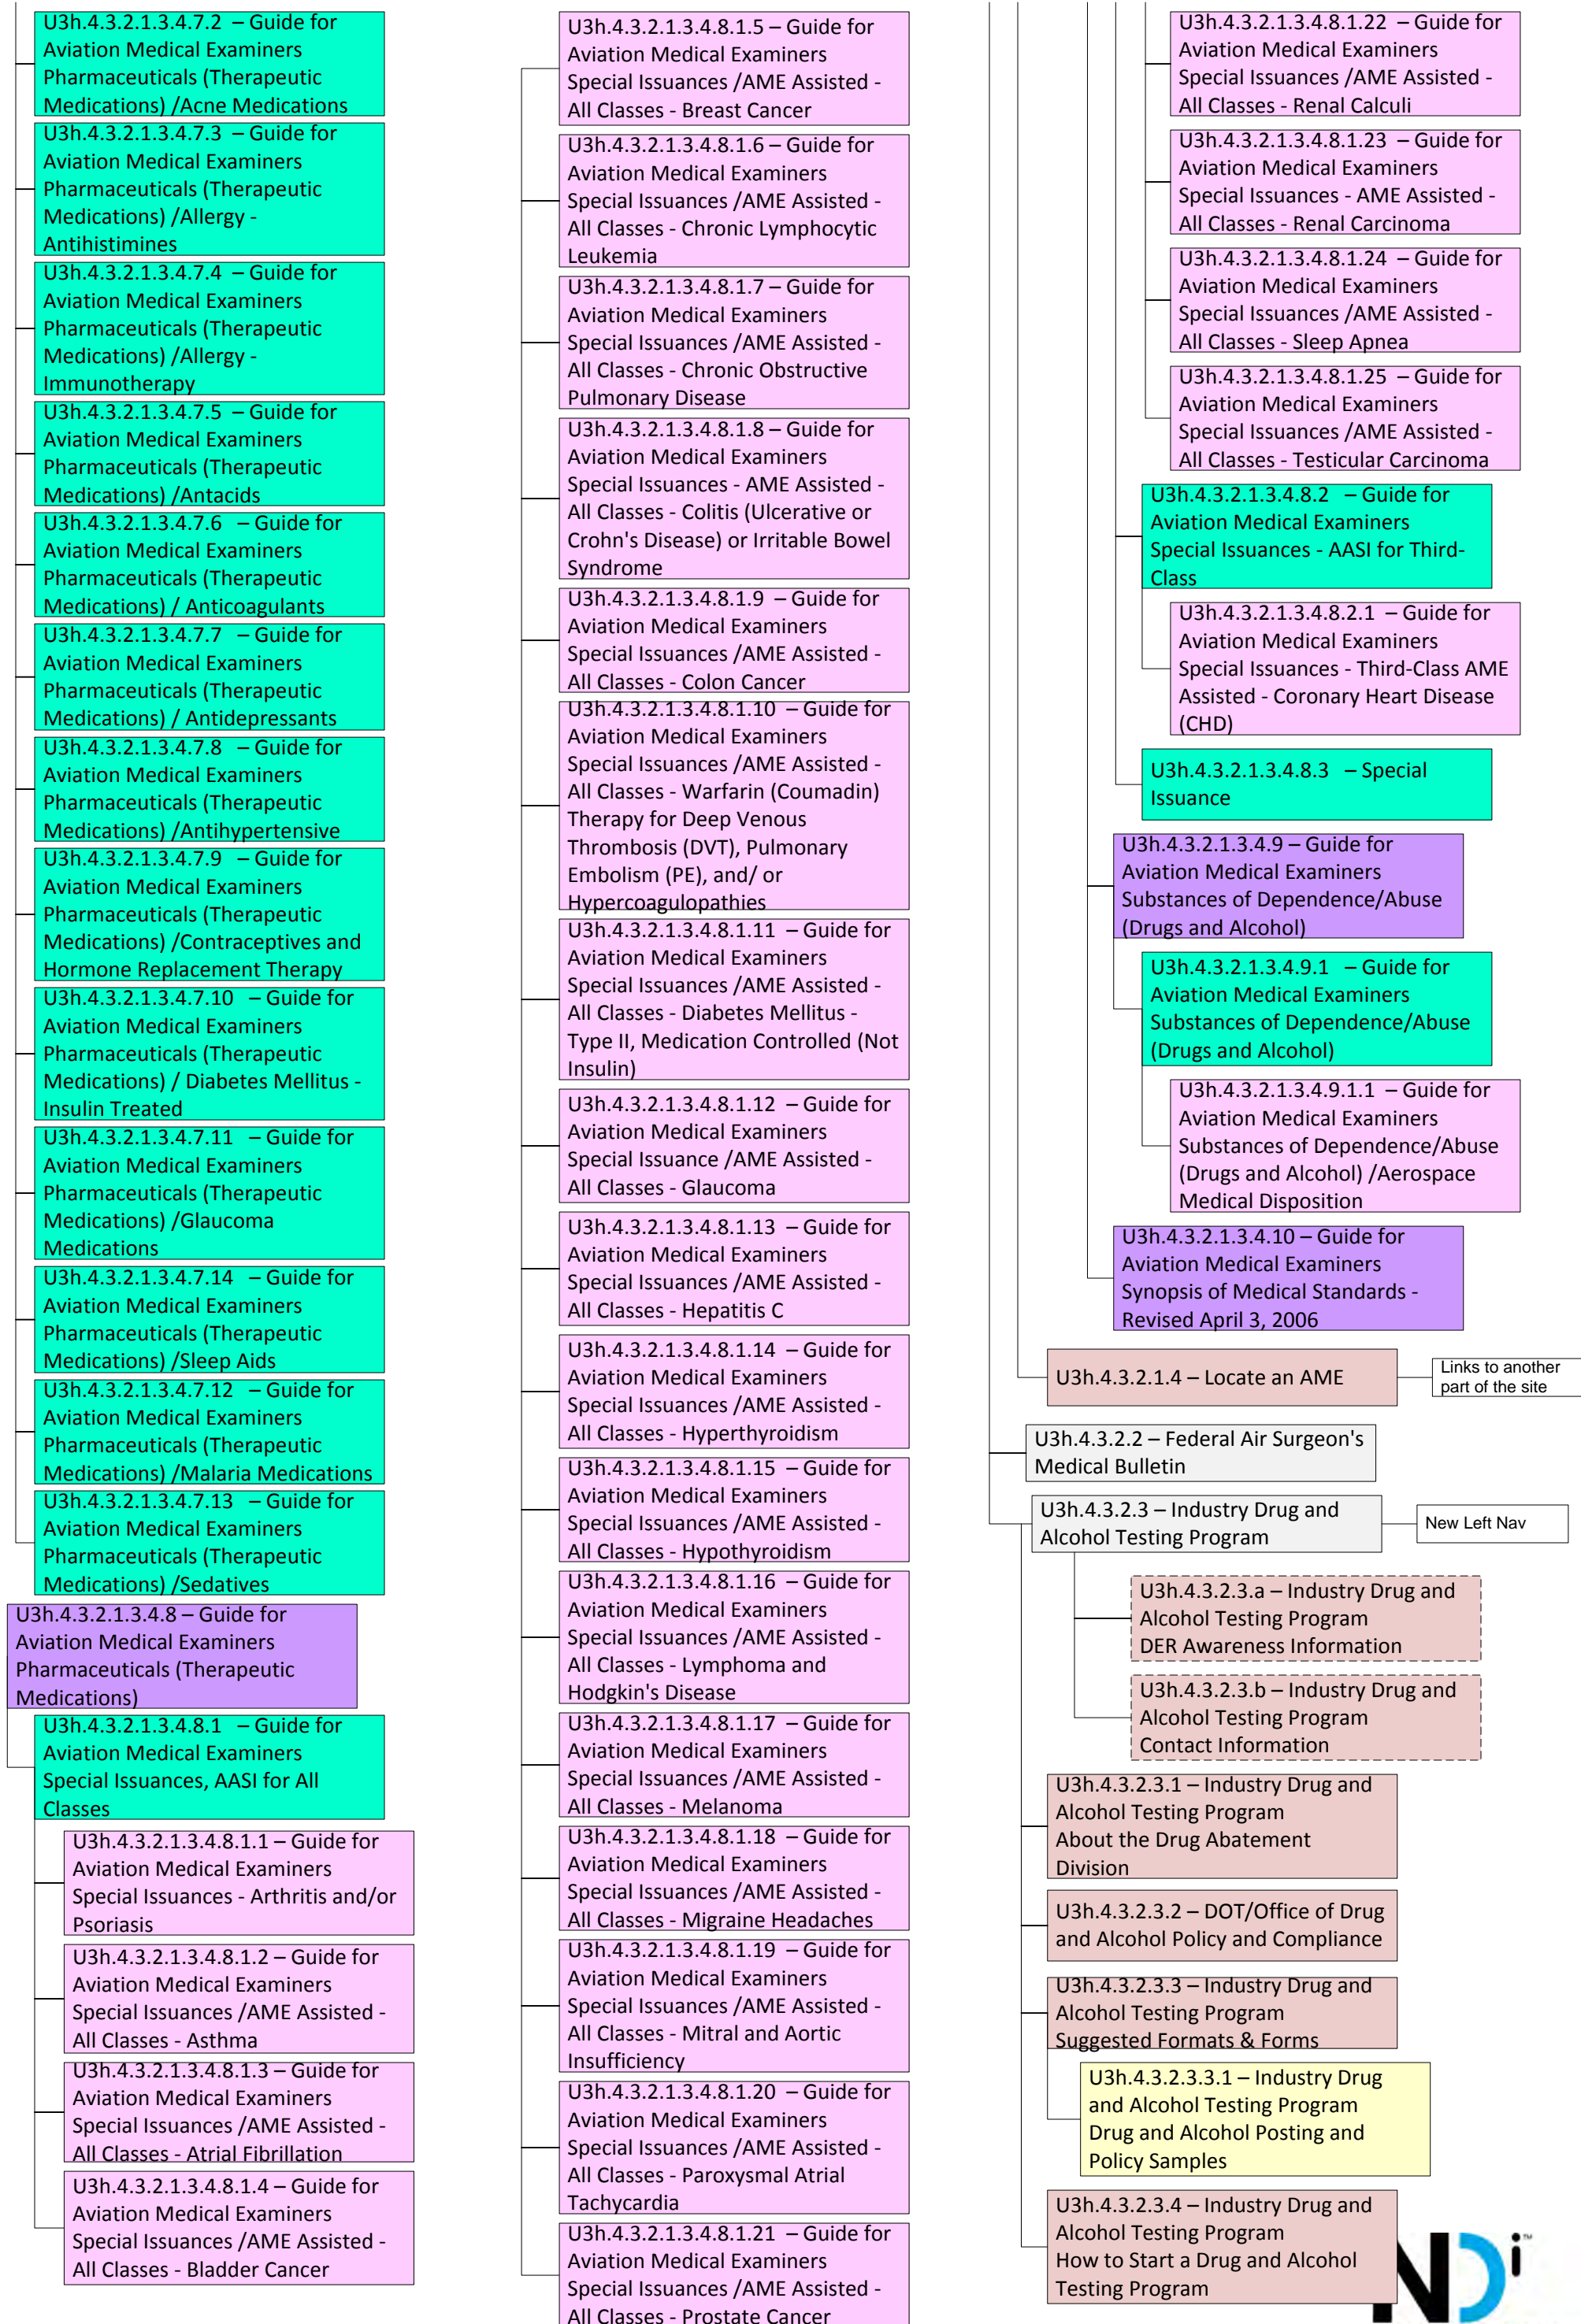 U3h.4.3.2.1.3.4.7.2 – Guide for
Aviation Medical Examiners
Pharmaceuticals (Therapeutic
Medications) /Acne Medications
U3h.4.3.2.1.3.4.7.3 – Guide for
Aviation Medical Examiners
Pharmaceuticals (Therapeutic
Medications) /Allergy -
Antihistimines
U3h.4.3.2.1.3.4.7.4 – Guide for
Aviation Medical Examiners
Pharmaceuticals (Therapeutic
Medications) /Allergy -
Immunotherapy
U3h.4.3.2.1.3.4.7.5 – Guide for
Aviation Medical Examiners
Pharmaceuticals (Therapeutic
Medications) /Antacids
U3h.4.3.2.1.3.4.7.6 – Guide for
Aviation Medical Examiners
Pharmaceuticals (Therapeutic
Medications) / Anticoagulants
U3h.4.3.2.1.3.4.7.7 – Guide for
Aviation Medical Examiners
Pharmaceuticals (Therapeutic
Medications) / Antidepressants
U3h.4.3.2.1.3.4.7.8 – Guide for
Aviation Medical Examiners
Pharmaceuticals (Therapeutic
Medications) /Antihypertensive
U3h.4.3.2.1.3.4.7.9 – Guide for
Aviation Medical Examiners
Pharmaceuticals (Therapeutic
Medications) /Contraceptives and
Hormone Replacement Therapy
U3h.4.3.2.1.3.4.7.10 – Guide for
Aviation Medical Examiners
Pharmaceuticals (Therapeutic
Medications) / Diabetes Mellitus -
Insulin Treated
U3h.4.3.2.1.3.4.7.11 – Guide for
Aviation Medical Examiners
Pharmaceuticals (Therapeutic
Medications) /Glaucoma
Medications
U3h.4.3.2.1.3.4.7.14 – Guide for
Aviation Medical Examiners
Pharmaceuticals (Therapeutic
Medications) /Sleep Aids
U3h.4.3.2.1.3.4.7.12 – Guide for
Aviation Medical Examiners
Pharmaceuticals (Therapeutic
Medications) /Malaria Medications
U3h.4.3.2.1.3.4.7.13 – Guide for
Aviation Medical Examiners
Pharmaceuticals (Therapeutic
Medications) /Sedatives
U3h.4.3.2.1.3.4.8 – Guide for
Aviation Medical Examiners
Pharmaceuticals (Therapeutic
Medications)
U3h.4.3.2.1.3.4.8.1 – Guide for
Aviation Medical Examiners
Special Issuances, AASI for All
Classes
U3h.4.3.2.1.3.4.8.1.1 – Guide for
Aviation Medical Examiners
Special Issuances - Arthritis and/or
Psoriasis
U3h.4.3.2.1.3.4.8.1.2 – Guide for
Aviation Medical Examiners
Special Issuances /AME Assisted -
All Classes - Asthma
U3h.4.3.2.1.3.4.8.1.3 – Guide for
Aviation Medical Examiners
Special Issuances /AME Assisted -
All Classes - Atrial Fibrillation
U3h.4.3.2.1.3.4.8.1.4 – Guide for
Aviation Medical Examiners
Special Issuances /AME Assisted -
All Classes - Bladder Cancer
U3h.4.3.2.1.3.4.8.1.5 – Guide for
Aviation Medical Examiners
Special Issuances /AME Assisted -
All Classes - Breast Cancer
U3h.4.3.2.1.3.4.8.1.6 – Guide for
Aviation Medical Examiners
Special Issuances /AME Assisted -
All Classes - Chronic Lymphocytic
Leukemia
U3h.4.3.2.1.3.4.8.1.7 – Guide for
Aviation Medical Examiners
Special Issuances /AME Assisted -
All Classes - Chronic Obstructive
Pulmonary Disease
U3h.4.3.2.1.3.4.8.1.8 – Guide for
Aviation Medical Examiners
Special Issuances - AME Assisted -
All Classes - Colitis (Ulcerative or
Crohn's Disease) or Irritable Bowel
Syndrome
U3h.4.3.2.1.3.4.8.1.9 – Guide for
Aviation Medical Examiners
Special Issuances /AME Assisted -
All Classes - Colon Cancer
U3h.4.3.2.1.3.4.8.1.10 – Guide for
Aviation Medical Examiners
Special Issuances /AME Assisted -
All Classes - Warfarin (Coumadin)
Therapy for Deep Venous
Thrombosis (DVT), Pulmonary
Embolism (PE), and/ or
Hypercoagulopathies
U3h.4.3.2.1.3.4.8.1.11 – Guide for
Aviation Medical Examiners
Special Issuances /AME Assisted -
All Classes - Diabetes Mellitus -
Type II, Medication Controlled (Not
Insulin)
U3h.4.3.2.1.3.4.8.1.12 – Guide for
Aviation Medical Examiners
Special Issuance /AME Assisted -
All Classes - Glaucoma
U3h.4.3.2.1.3.4.8.1.13 – Guide for
Aviation Medical Examiners
Special Issuances /AME Assisted -
All Classes - Hepatitis C
U3h.4.3.2.1.3.4.8.1.14 – Guide for
Aviation Medical Examiners
Special Issuances /AME Assisted -
All Classes - Hyperthyroidism
U3h.4.3.2.1.3.4.8.1.15 – Guide for
Aviation Medical Examiners
Special Issuances /AME Assisted -
All Classes - Hypothyroidism
U3h.4.3.2.1.3.4.8.1.16 – Guide for
Aviation Medical Examiners
Special Issuances /AME Assisted -
All Classes - Lymphoma and
Hodgkin's Disease
U3h.4.3.2.1.3.4.8.1.17 – Guide for
Aviation Medical Examiners
Special Issuances /AME Assisted -
All Classes - Melanoma
U3h.4.3.2.1.3.4.8.1.18 – Guide for
Aviation Medical Examiners
Special Issuances /AME Assisted -
All Classes - Migraine Headaches
U3h.4.3.2.1.3.4.8.1.19 – Guide for
Aviation Medical Examiners
Special Issuances /AME Assisted -
All Classes - Mitral and Aortic
Insufficiency
U3h.4.3.2.1.3.4.8.1.20 – Guide for
Aviation Medical Examiners
Special Issuances /AME Assisted -
All Classes - Paroxysmal Atrial
Tachycardia
U3h.4.3.2.1.3.4.8.1.21 – Guide for
Aviation Medical Examiners
Special Issuances /AME Assisted -
All Classes - Prostate Cancer
U3h.4.3.2.1.3.4.8.1.22 – Guide for
Aviation Medical Examiners
Special Issuances /AME Assisted -
All Classes - Renal Calculi
U3h.4.3.2.1.3.4.8.1.23 – Guide for
Aviation Medical Examiners
Special Issuances - AME Assisted -
All Classes - Renal Carcinoma
U3h.4.3.2.1.3.4.8.1.24 – Guide for
Aviation Medical Examiners
Special Issuances /AME Assisted -
All Classes - Sleep Apnea
U3h.4.3.2.1.3.4.8.1.25 – Guide for
Aviation Medical Examiners
Special Issuances /AME Assisted -
All Classes - Testicular Carcinoma
U3h.4.3.2.1.3.4.8.2 – Guide for
Aviation Medical Examiners
Special Issuances - AASI for Third-
Class
U3h.4.3.2.1.3.4.8.2.1 – Guide for
Aviation Medical Examiners
Special Issuances - Third-Class AME
Assisted - Coronary Heart Disease
(CHD)
U3h.4.3.2.1.3.4.8.3 – Special
Issuance
U3h.4.3.2.1.3.4.9 – Guide for
Aviation Medical Examiners
Substances of Dependence/Abuse
(Drugs and Alcohol)
U3h.4.3.2.1.3.4.9.1 – Guide for
Aviation Medical Examiners
Substances of Dependence/Abuse
(Drugs and Alcohol)
U3h.4.3.2.1.3.4.9.1.1 – Guide for
Aviation Medical Examiners
Substances of Dependence/Abuse
(Drugs and Alcohol) /Aerospace
Medical Disposition
U3h.4.3.2.1.3.4.10 – Guide for
Aviation Medical Examiners
Synopsis of Medical Standards -
Revised April 3, 2006
U3h.4.3.2.1.4 – Locate an AME
Links to another
part of the site
U3h.4.3.2.2 – Federal Air Surgeon's
Medical Bulletin
U3h.4.3.2.3 – Industry Drug and
Alcohol Testing Program
New Left Nav
U3h.4.3.2.3.a – Industry Drug and
Alcohol Testing Program
DER Awareness Information
U3h.4.3.2.3.b – Industry Drug and
Alcohol Testing Program
Contact Information
U3h.4.3.2.3.1 – Industry Drug and
Alcohol Testing Program
About the Drug Abatement
Division
U3h.4.3.2.3.2 – DOT/Office of Drug
and Alcohol Policy and Compliance
U3h.4.3.2.3.3 – Industry Drug and
Alcohol Testing Program
Suggested Formats & Forms
U3h.4.3.2.3.3.1 – Industry Drug
and Alcohol Testing Program
Drug and Alcohol Posting and
Policy Samples
U3h.4.3.2.3.4 – Industry Drug and
Alcohol Testing Program
How to Start a Drug and Alcohol
Testing Program
NDi™